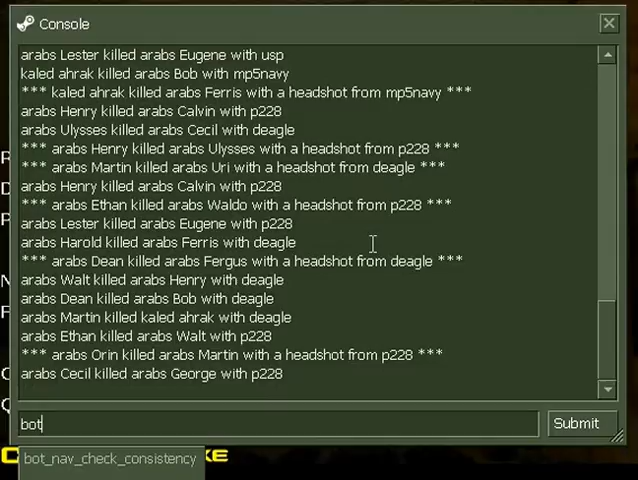 Console
arabs Lester killed arabs Eugene with usp
kaled ahrak killed arabs Bob with mp5navy
*** kaled ahrak killed arabs Ferris with a headshot from mp5navy ***
arabs Henry killed arabs Calvin with p228
arabs Ulysses killed arabs Cecil with deagle
*** arabs Henry killed arabs Ulysses with a headshot from p228 ***
*** arabs Martin killed arabs Uri with a headshot from deagle ***
arabs Henry killed arabs Calvin with p228
*** arabs Ethan killed arabs Waldo with a headshot from p228 ***
arabs Lester killed arabs Eugene with p228
arabs Harold killed arabs Ferris with deagle
*** arabs Dean killed arabs Fergus with a headshot from deagle ***
arabs Walt killed arabs Henry with deagle
arabs Dean killed arabs Bob with deagle
arabs Martin killed kaled ahrak with deagle
arabs Ethan killed arabs Walt with p228
*** arabs Orin killed arabs Martin with a headshot from p228 ***
arabs Cecil killed arabs George with p228
bot
Submit
bot_nav_check_consistency